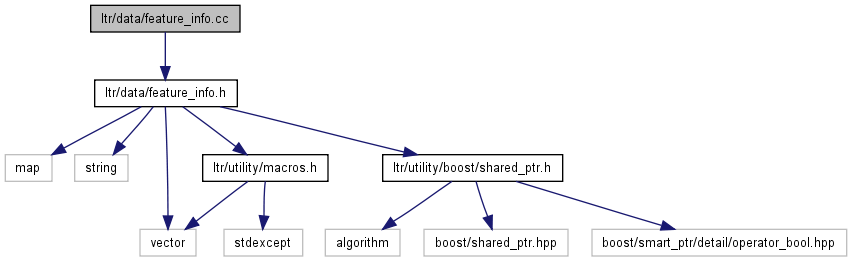 ltr/data/feature_info.cc
ltr/data/feature_info.h
map
string
ltr/utility/macros.h
ltr/utility/boost/shared_ptr.h
vector
stdexcept
algorithm
boost/shared_ptr.hpp
boost/smart_ptr/detail/operator_bool.hpp